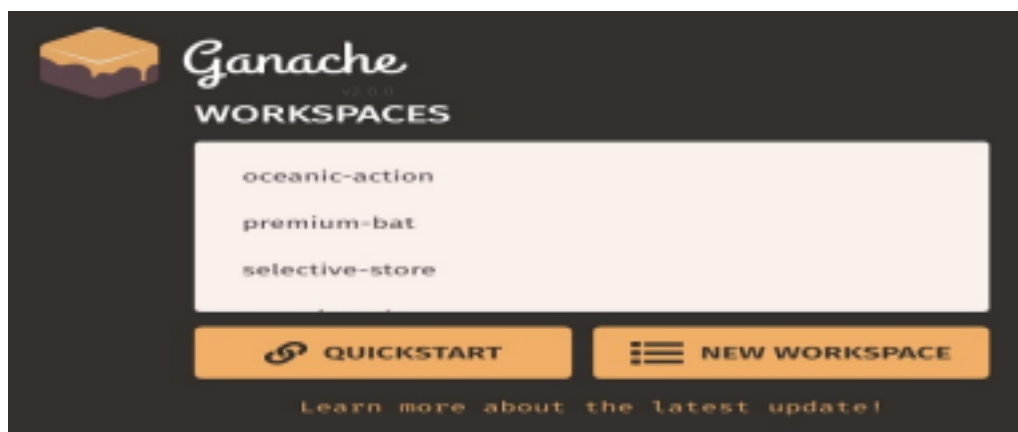 Ganache
v2.0.0
WORKSPACES
oceanic-action
premium-bat
selective-store
QUICKSTART
NEW WORKSPACE
Learn more about the latest update!